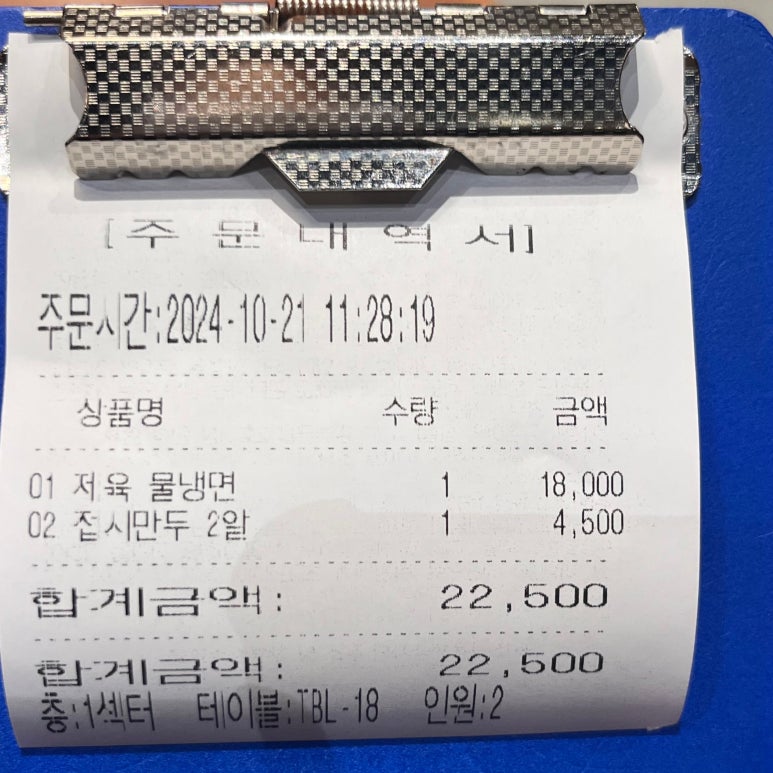 [주 문 내 역 서]
주문시간:2024-10-21 11:28:19
상품명 수량 금액
01 저육 물냉면 1 18,000
02 접시만두 2알 1 4,500
합계금액: 22,500
합계금액: 22,500
층:1섹터 테이블:TBL-18 인원:2